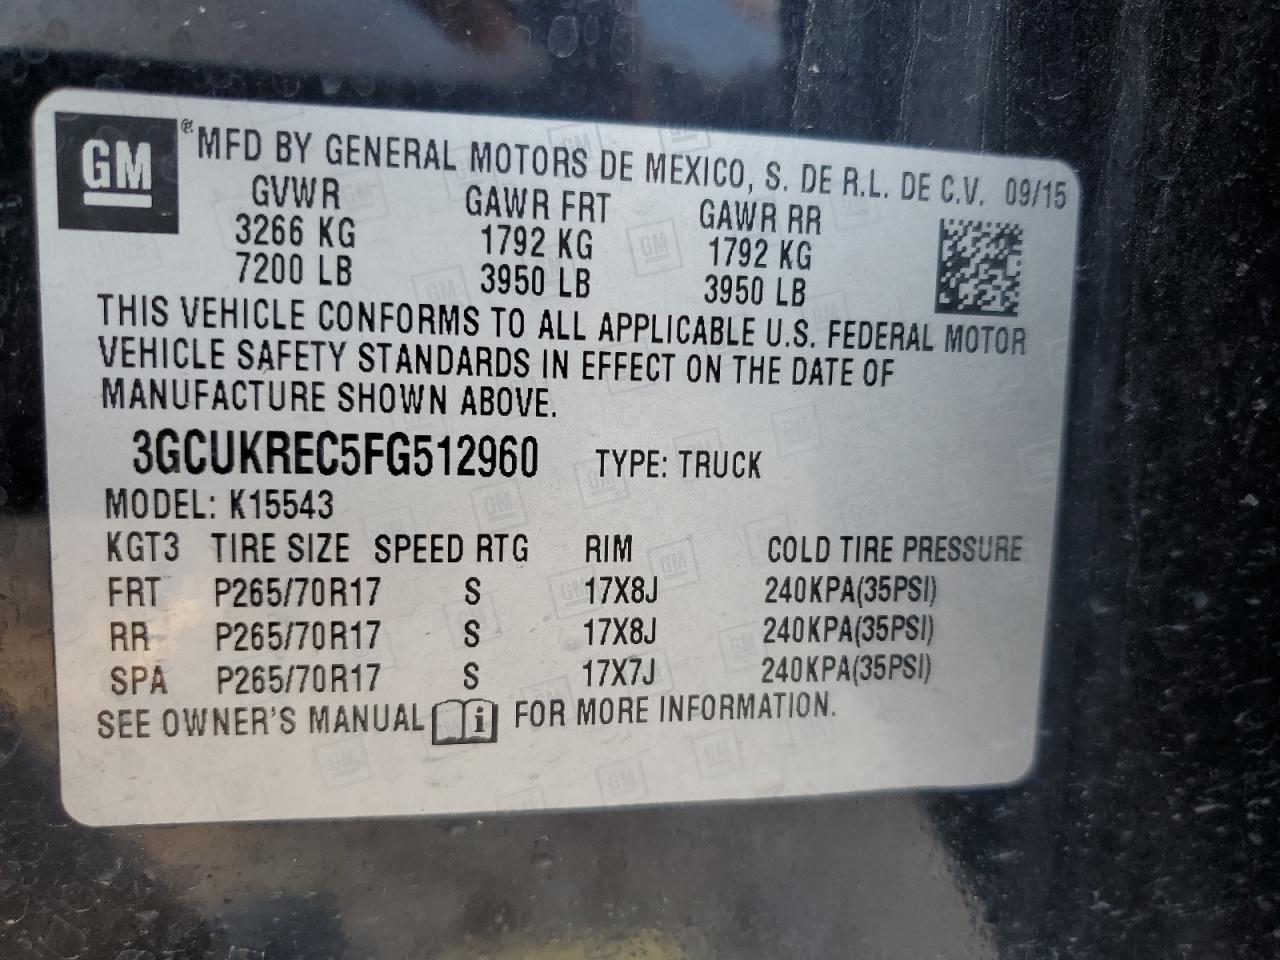 GM ® MFD BY GENERAL MOTORS DE MEXICO, S. DE R.L. DE C.V. 09/15
GVWR GAWR FRT GAWR RR
3266 KG 1792 KG 1792 KG
7200 LB 3950 LB 3950 LB
THIS VEHICLE CONFORMS TO ALL APPLICABLE U.S. FEDERAL MOTOR
VEHICLE SAFETY STANDARDS IN EFFECT ON THE DATE OF
MANUFACTURE SHOWN ABOVE.
3GCUKREC5FG512960 TYPE: TRUCK
MODEL: K15543
KGT3 TIRE SIZE SPEED RTG RIM COLD TIRE PRESSURE
FRT P265/70R17 S 17X8J 240KPA(35PSI)
RR P265/70R17 S 17X8J 240KPA(35PSI)
SPA P265/70R17 S 17X7J 240KPA(35PSI)
SEE OWNER'S MANUAL i FOR MORE INFORMATION.